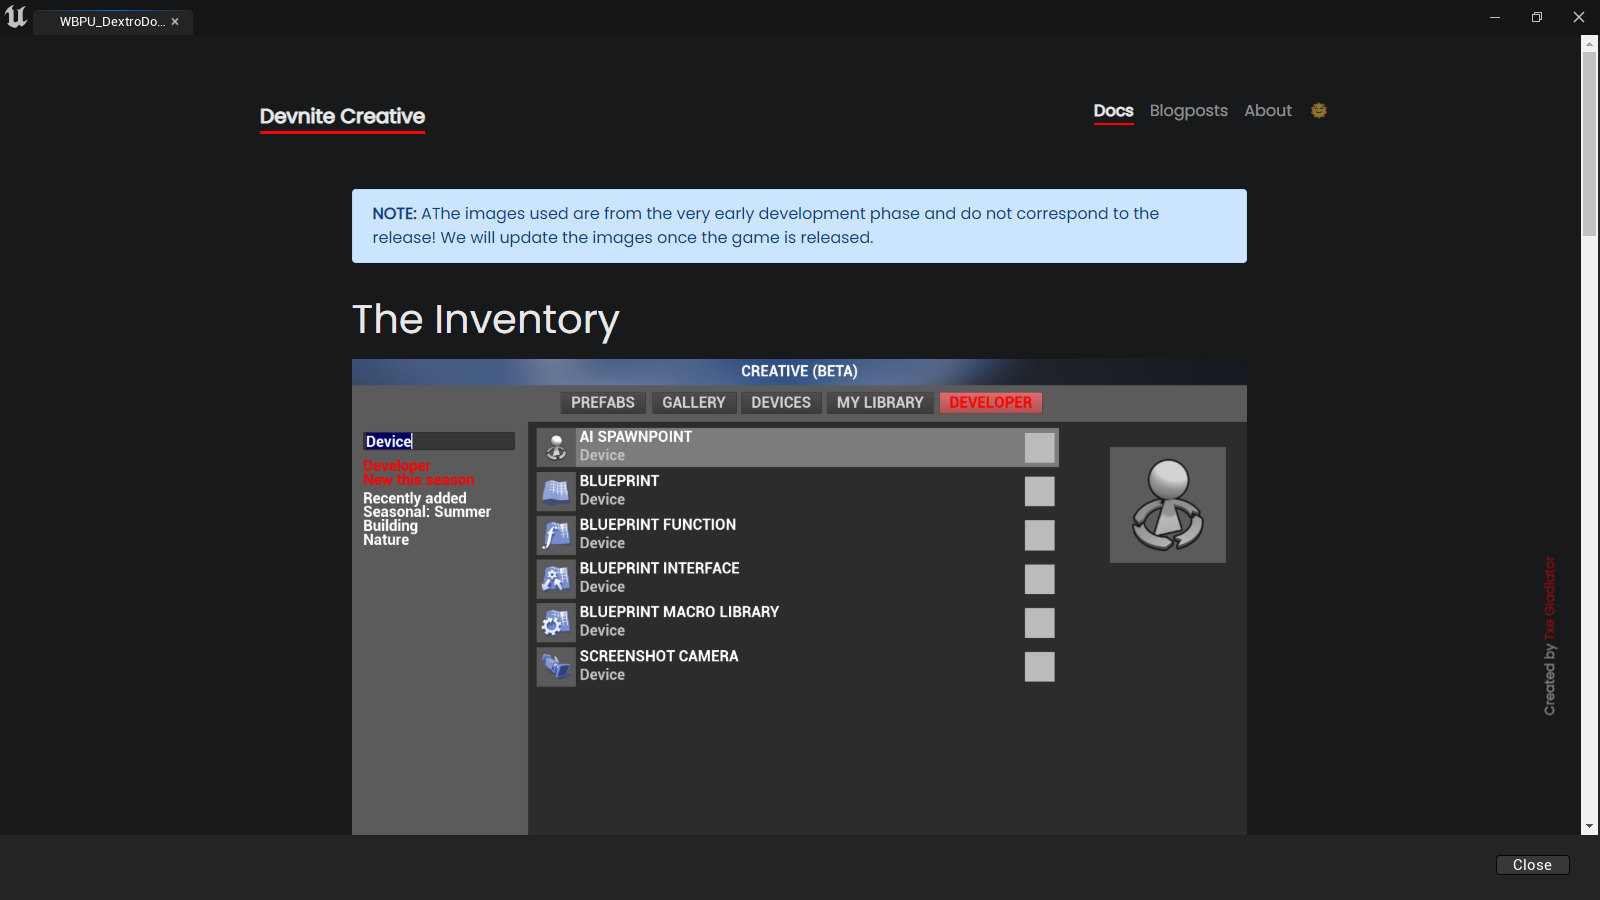 WBPU_DextroDo...
Devnite Creative
Docs Blogposts About
NOTE: AThe images used are from the very early development phase and do not correspond to the
release! We will update the images once the game is released.
The Inventory
CREATIVE (BETA)
PREFABS GALLERY DEVICES MY LIBRARY DEVELOPER
Device
Developer
New this season
Recently added
Seasonal: Summer
Building
Nature
AI SPAWNPOINT
Device
BLUEPRINT
Device
BLUEPRINT FUNCTION
Device
BLUEPRINT INTERFACE
Device
BLUEPRINT MACRO LIBRARY
Device
SCREENSHOT CAMERA
Device
Created by Txe Gladiator
Close